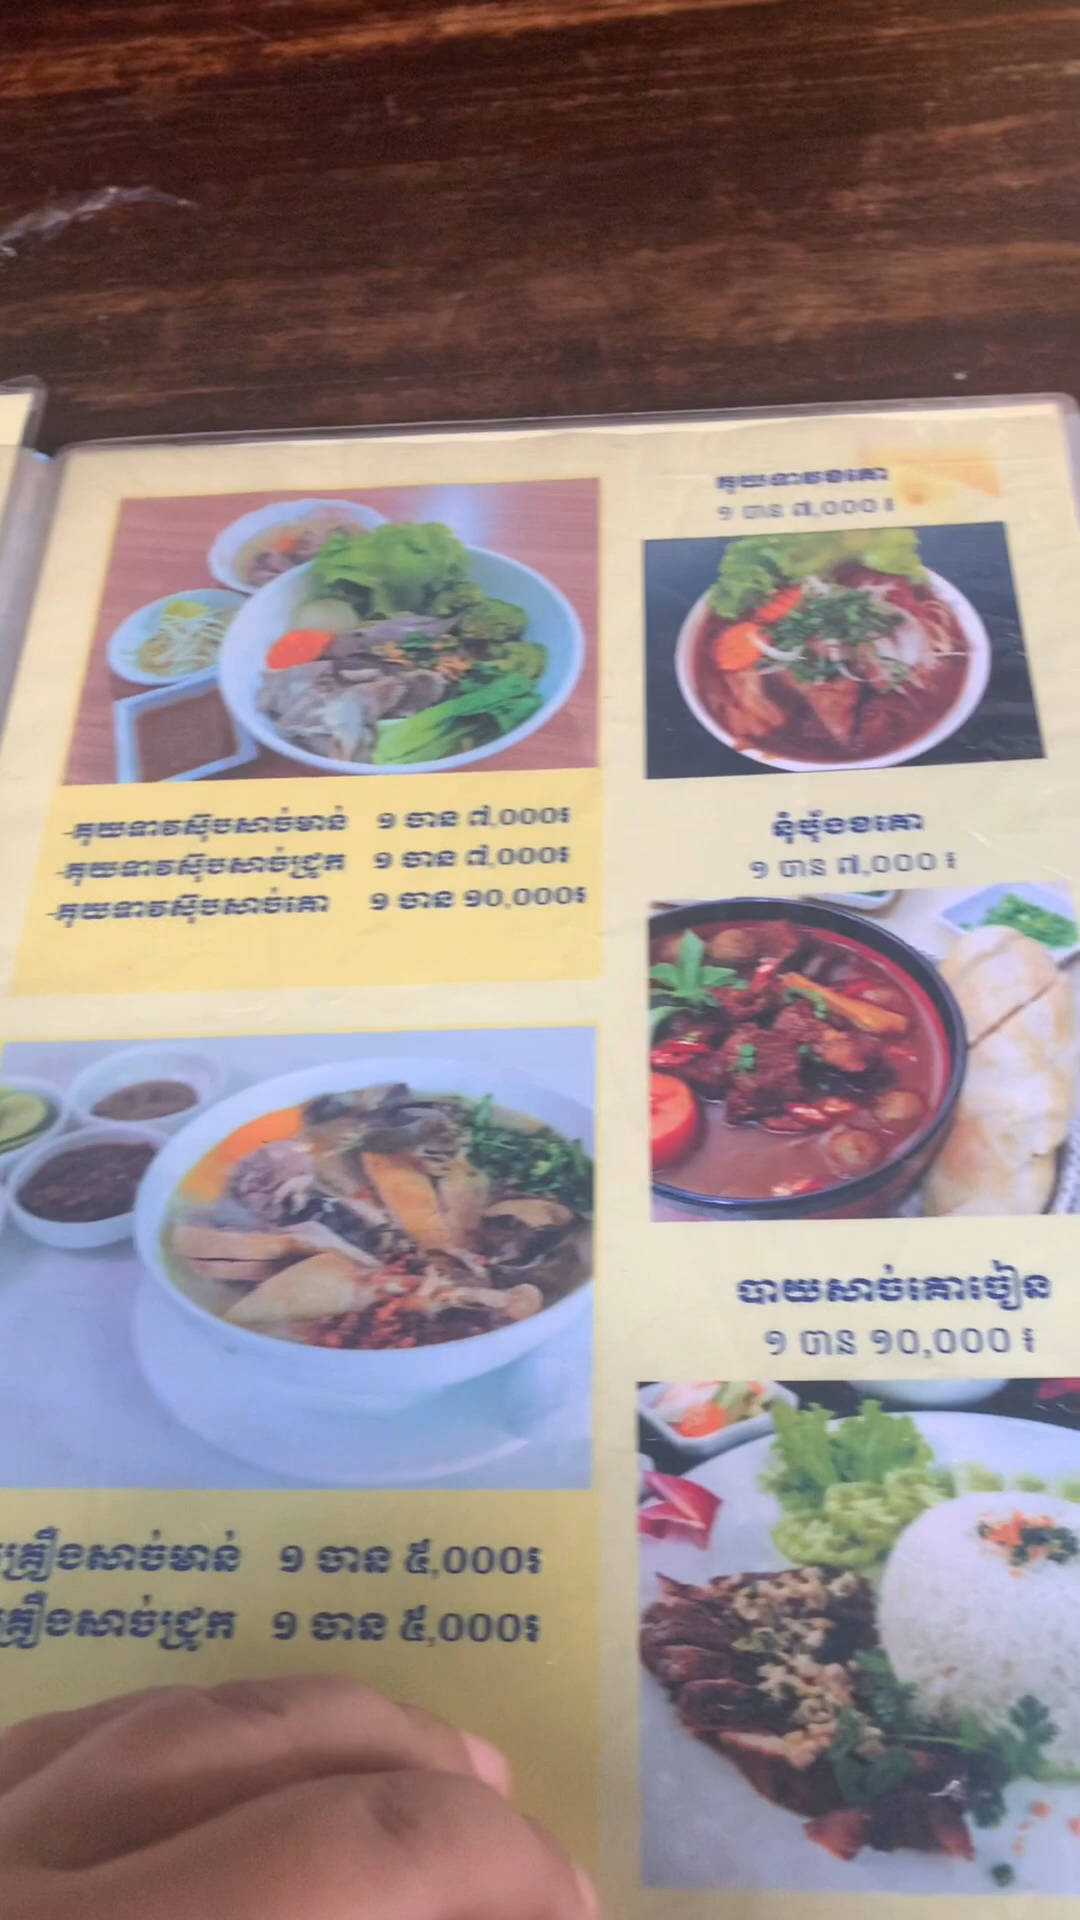 -គុយទាវស៊ុបសាច់មាន់ ១ ចាន ៧,០០០៛
-គុយទាវស៊ុបសាច់ជ្រូក ១ ចាន ៧,០០០៛
-គុយទាវស៊ុបសាច់គោ ១ ចាន ១០,០០០៛
គ្រឿងសាច់មាន់ ១ ចាន ៥,០០០៛
គ្រឿងសាច់ជ្រូក ១ ចាន ៥,០០០៛
គុយទាវខគោ
១ ចាន ៧,០០០ ៛
នុំប៉័ងខគោ
១ ចាន ៧,០០០ ៛
បាយសាច់គោចៀន
១ ចាន ១០,០០០ ៛